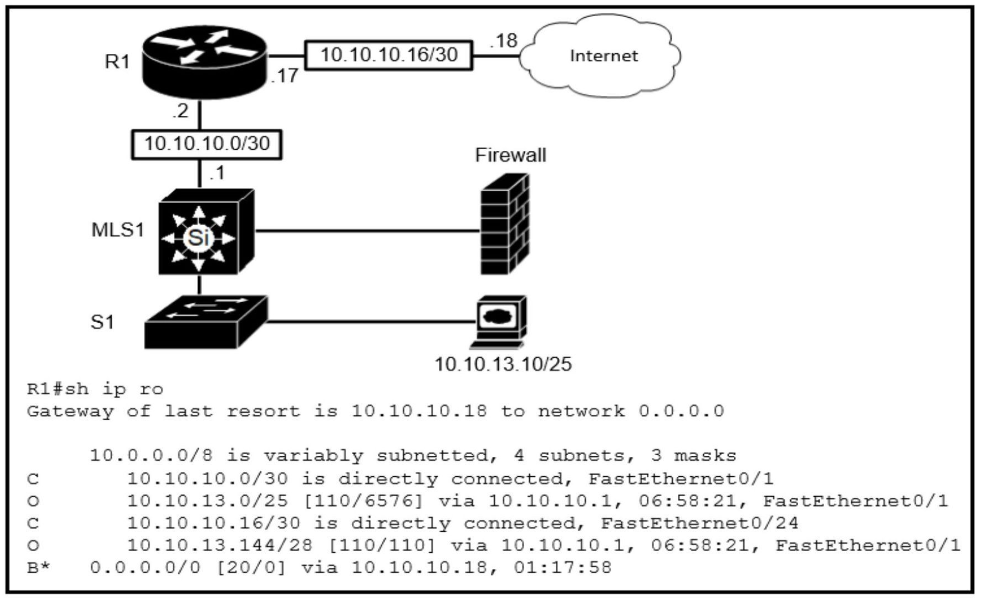 .18
10.10.10.16/30
Internet
R1
.17
.2
10.10.10.0/30
.1
Firewall
MLS1
Si
S1
10.10.13.10/25
R1#sh ip ro
Gateway of last resort is 10.10.10.18 to network 0.0.0.0
10.0.0.0/8 is variably subnetted, 4 subnets, 3 masks
C 10.10.10.0/30 is directly connected, FastEthernet0/1
O 10.10.13.0/25 [110/6576] via 10.10.10.1, 06:58:21, FastEthernet0/1
C 10.10.10.16/30 is directly connected, FastEthernet0/24
O 10.10.13.144/28 [110/110] via 10.10.10.1, 06:58:21, FastEthernet0/1
B* 0.0.0.0/0 [20/0] via 10.10.10.18, 01:17:58